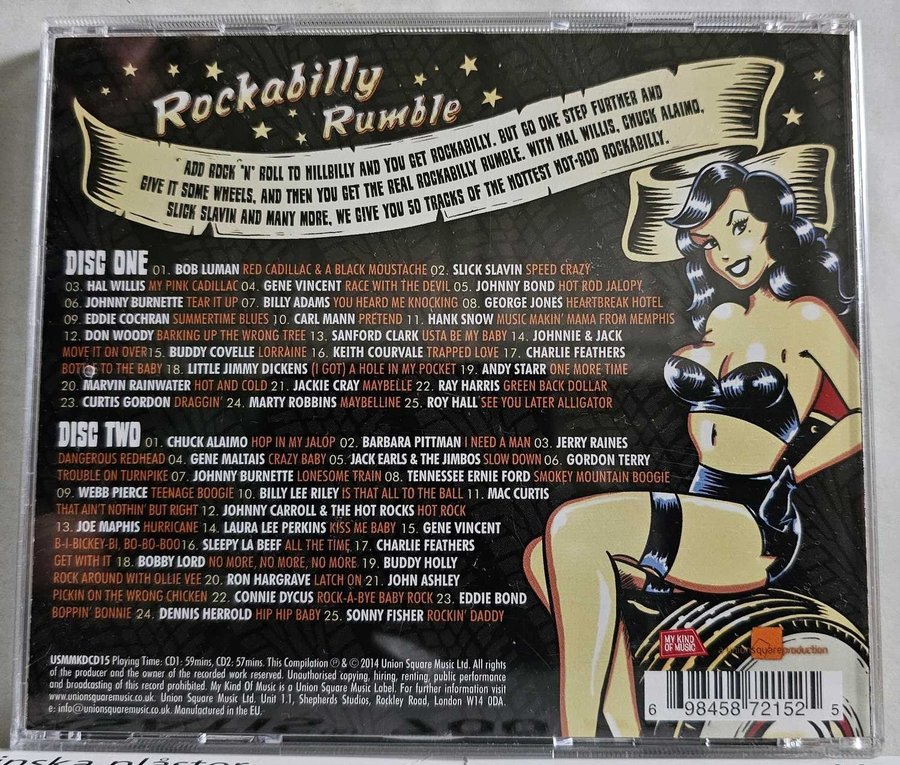 Rockabilly
Rumble
ADD ROCK 'N' ROLL TO HILLBILLY AND YOU GET ROCKABILLY. BUT GO ONE STEP FURTHER AND
GIVE IT SOME WHEELS, AND THEN YOU GET THE REAL ROCKABILLY RUMBLE. WITH HAL WILLIS, CHUCK ALAIMO,
SLICK SLAVIN AND MANY MORE, WE GIVE YOU 50 TRACKS OF THE HOTTEST HOT-ROD ROCKABILLY.
DISC ONE 01. BOB LUMAN RED CADILLAC & A BLACK MOUSTACHE 02. SLICK SLAVIN SPEED CRAZY
03. HAL WILLIS MY PINK CADILLAC 04. GENE VINCENT RACE WITH THE DEVIL 05. JOHNNY BOND HOT ROD JALOPY
06. JOHNNY BURNETTE TEAR IT UP 07. BILLY ADAMS YOU HEARD ME KNOCKING 08. GEORGE JONES HEARTBREAK HOTEL
09. EDDIE COCHRAN SUMMERTIME BLUES 10. CARL MANN PRETEND 11. HANK SNOW MUSIC MAKIN' MAMA FROM MEMPHIS
12. DON WOODY BARKING UP THE WRONG TREE 13. SANFORD CLARK USTA BE MY BABY 14. JOHNNIE & JACK
MOVE IT ON OVER 15. BUDDY COVELLE LORRAINE 16. KEITH COURVALE TRAPPED LOVE 17. CHARLIE FEATHERS
BOTTLE TO THE BABY 18. LITTLE JIMMY DICKENS (I GOT) A HOLE IN MY POCKET 19. ANDY STARR ONE MORE TIME
20. MARVIN RAINWATER HOT AND COLD 21. JACKIE CRAY MAYBELLE 22. RAY HARRIS GREEN BACK DOLLAR
23. CURTIS GORDON DRAGGIN' 24. MARTY ROBBINS MAYBELLINE 25. ROY HALL SEE YOU LATER ALLIGATOR
DISC TWO 01. CHUCK ALAIMO HOP IN MY JALOP 02. BARBARA PITTMAN I NEED A MAN 03. JERRY RAINES
DANGEROUS REDHEAD 04. GENE MALTAIS CRAZY BABY 05. JACK EARLS & THE JIMBOS SLOW DOWN 06. GORDON TERRY
TROUBLE ON TURNPIKE 07. JOHNNY BURNETTE LONESOME TRAIN 08. TENNESSEE ERNIE FORD SMOKEY MOUNTAIN BOOGIE
09. WEBB PIERCE TEENAGE BOOGIE 10. BILLY LEE RILEY IS THAT ALL TO THE BALL 11. MAC CURTIS
THAT AIN'T NOTHIN' BUT RIGHT 12. JOHNNY CARROLL & THE HOT ROCKS HOT ROCK
13. JOE MAPHIS HURRICANE 14. LAURA LEE PERKINS KISS ME BABY 15. GENE VINCENT
B-I-BICKEY-BI, BO-BO-BOO 16. SLEEPY LA BEEF ALL THE TIME 17. CHARLIE FEATHERS
GET WITH IT 18. BOBBY LORD NO MORE, NO MORE, NO MORE 19. BUDDY HOLLY
ROCK AROUND WITH OLLIE VEE 20. RON HARGRAVE LATCH ON 21. JOHN ASHLEY
PICKIN ON THE WRONG CHICKEN 22. CONNIE DYCUS ROCK-A-BYE BABY ROCK 23. EDDIE BOND
BOPPIN' BONNIE 24. DENNIS HERROLD HIP HIP BABY 25. SONNY FISHER ROCKIN' DADDY
USMMKDCD15 Playing Time: CD1: 59mins, CD2: 57mins. This Compilation ℗ & © 2014 Union Square Music Ltd. All rights
of the producer and the owner of the recorded work reserved. Unauthorised copying, hiring, renting, public performance
and broadcasting of this record prohibited. My Kind Of Music is a Union Square Music Label. For further information visit
www.unionsquaremusic.co.uk. Union Square Music Ltd. Unit 1.1, Shepherds Studios, Rockley Road, London W14 0DA.
e: info@unionsquaremusic.co.uk. Manufactured in the EU.
MY KIND
OF MUSIC
a unionsquareproduction
6 98458 72152 5